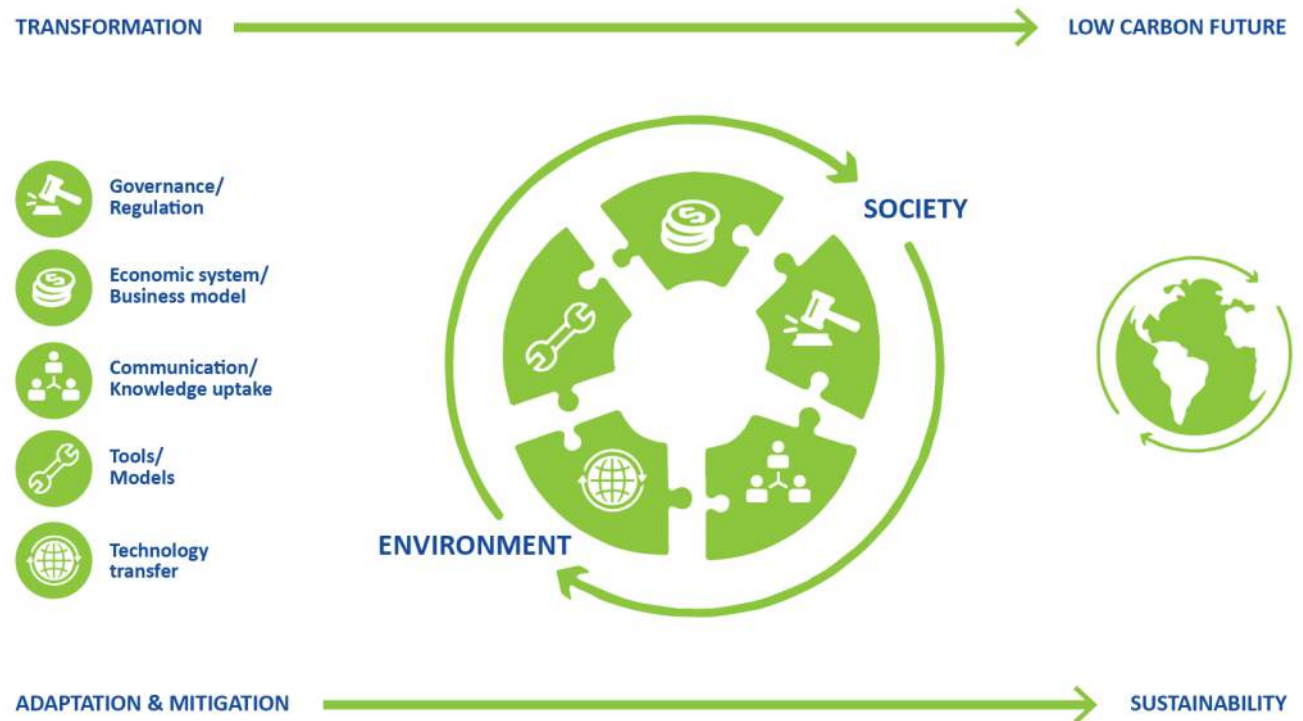 TRANSFORMATION
LOW CARBON FUTURE
Governance/
Regulation
Economic system/
Business model
Communication/
Knowledge uptake
Tools/
Models
Technology
transfer
SOCIETY
ENVIRONMENT
ADAPTATION & MITIGATION
SUSTAINABILITY